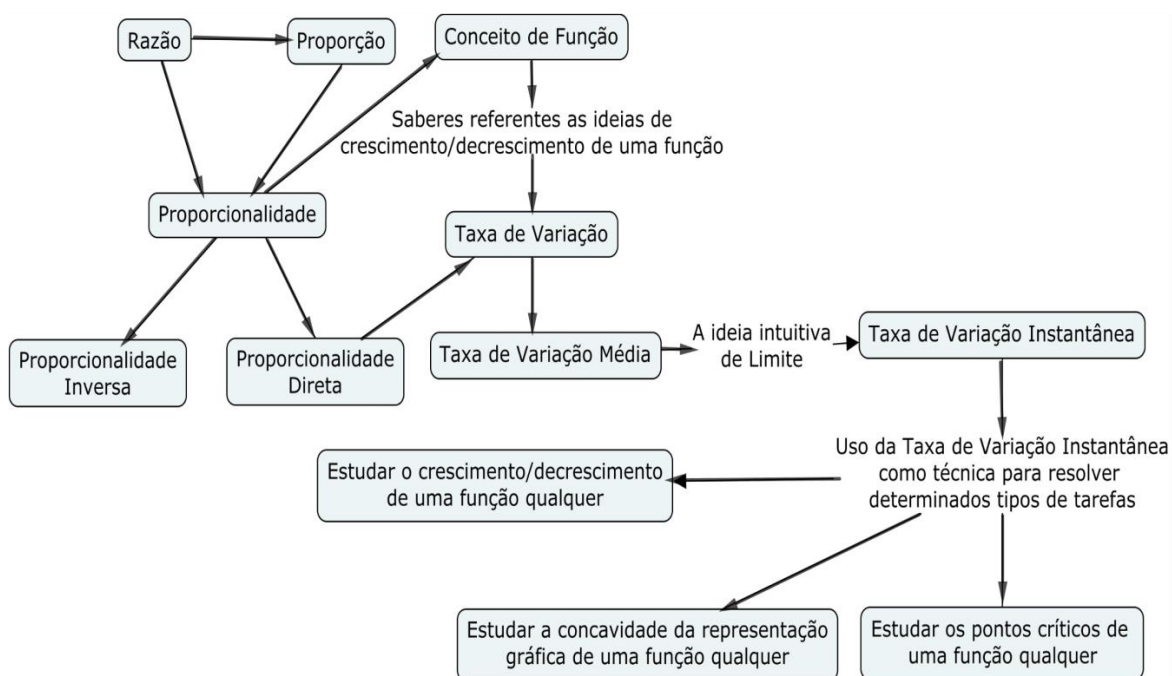 Razão
Proporção
Conceito de Função
Saberes referentes as ideias de
crescimento/decrescimento de uma função
Proporcionalidade
Taxa de Variação
Proporcionalidade
Inversa
Proporcionalidade
Direta
Taxa de Variação Média
A ideia intuitiva
de Limite
Taxa de Variação Instantânea
Uso da Taxa de Variação Instantânea
como técnica para resolver
determinados tipos de tarefas
Estudar o crescimento/decrescimento
de uma função qualquer
Estudar a concavidade da representação
gráfica de uma função qualquer
Estudar os pontos críticos de
uma função qualquer